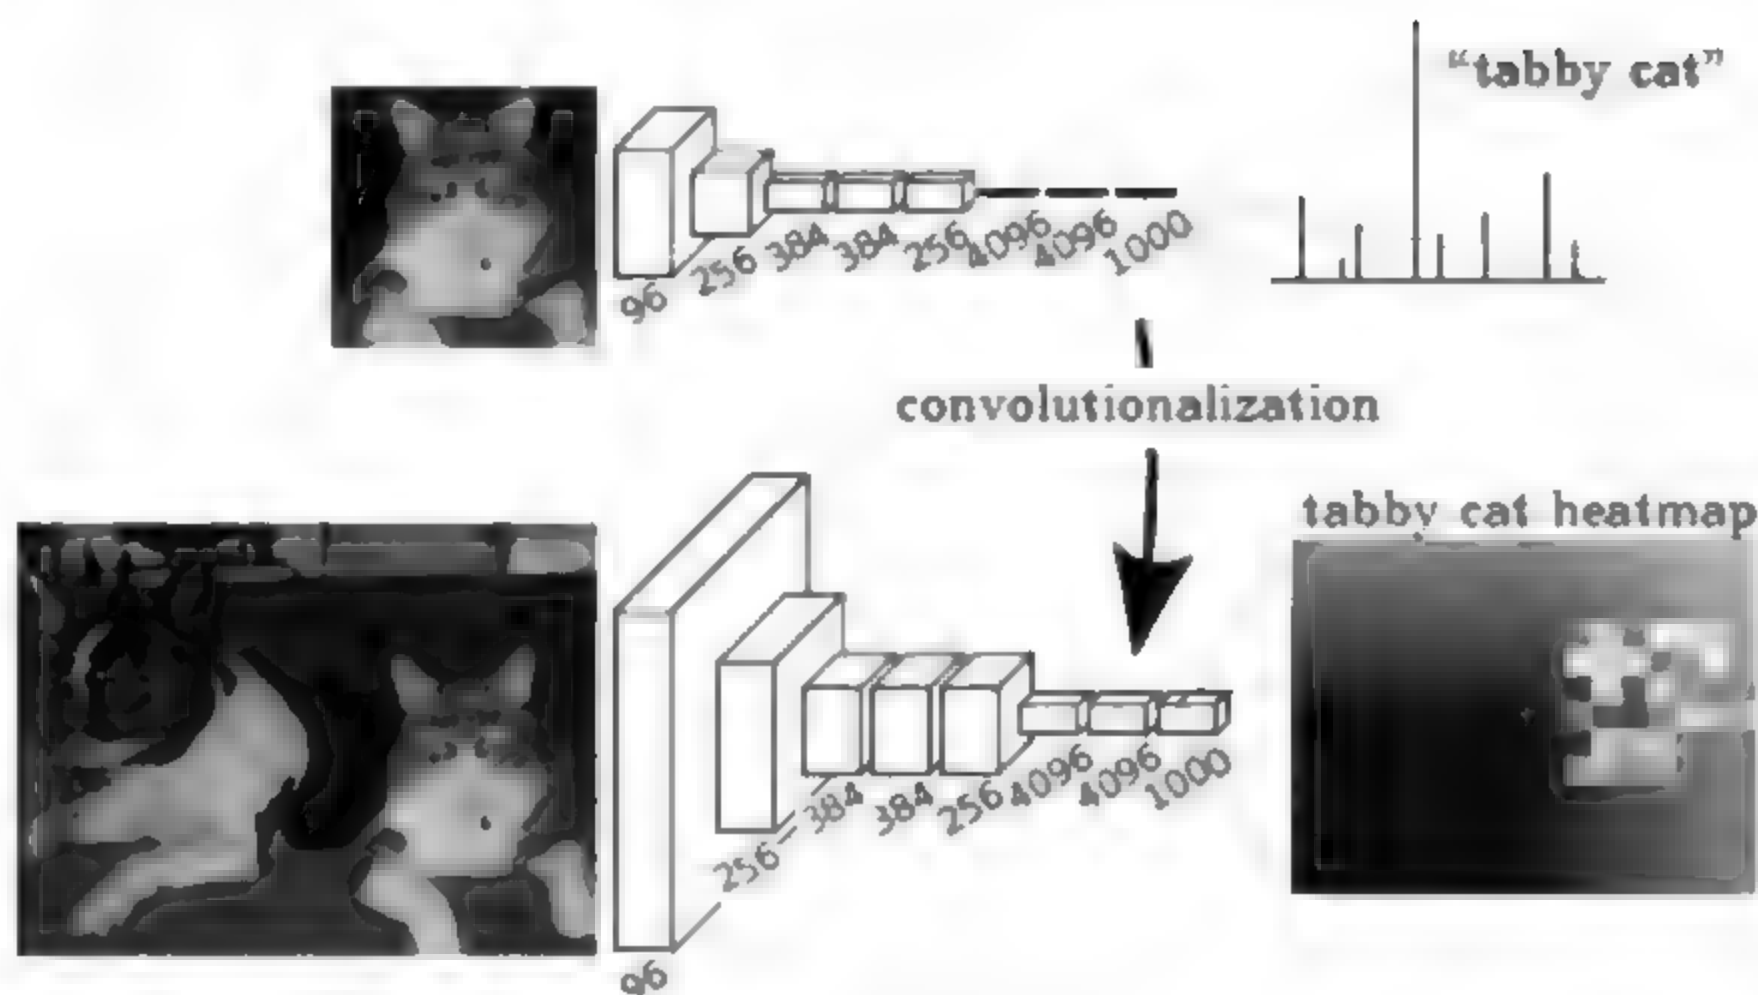 “tabby cat”
96 256 384 384 256 4096 4096 1000
convolutionalization
tabby cat heatmap
96 256 384 384 256 4096 4096 1000